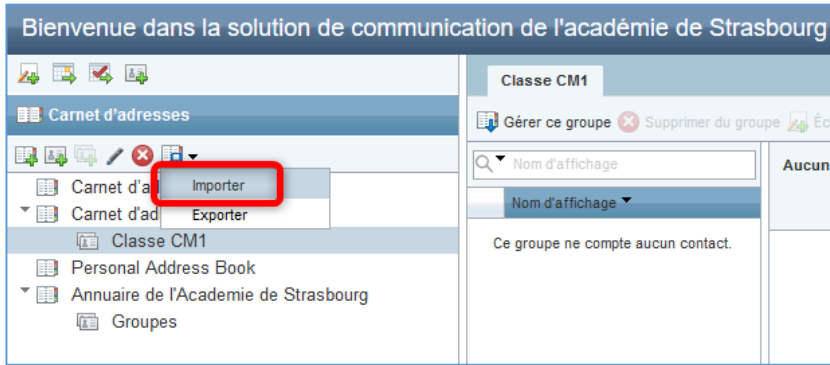 Bienvenue dans la solution de communication de l'académie de Strasbourg
Classe CM1
Carnet d'adresses
Gérer ce groupe Supprimer du groupe
Nom d'affichage
Aucun
Carnet d'a
Importer
Nom d'affichage
Carnet d'ad
Exporter
Classe CM1
Ce groupe ne compte aucun contact.
Personal Address Book
Annuaire de l'Academie de Strasbourg
Groupes